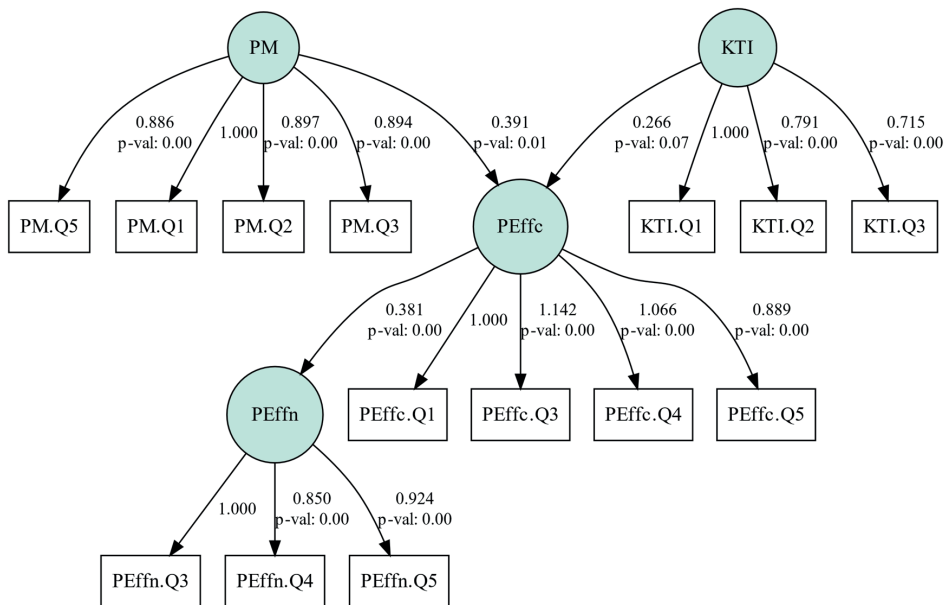 PM
KTI
0.886
p-val: 0.00
1.000
0.897
p-val: 0.00
0.894
p-val: 0.00
0.391
p-val: 0.01
0.266
p-val: 0.07
1.000
0.791
p-val: 0.00
0.715
p-val: 0.00
PM.Q5
PM.Q1
PM.Q2
PM.Q3
PEffc
KTI.Q1
KTI.Q2
KTI.Q3
0.381
p-val: 0.00
1.000
1.142
p-val: 0.00
1.066
p-val: 0.00
0.889
p-val: 0.00
PEffn
PEffc.Q1
PEffc.Q3
PEffc.Q4
PEffc.Q5
1.000
0.850
p-val: 0.00
0.924
p-val: 0.00
PEffn.Q3
PEffn.Q4
PEffn.Q5